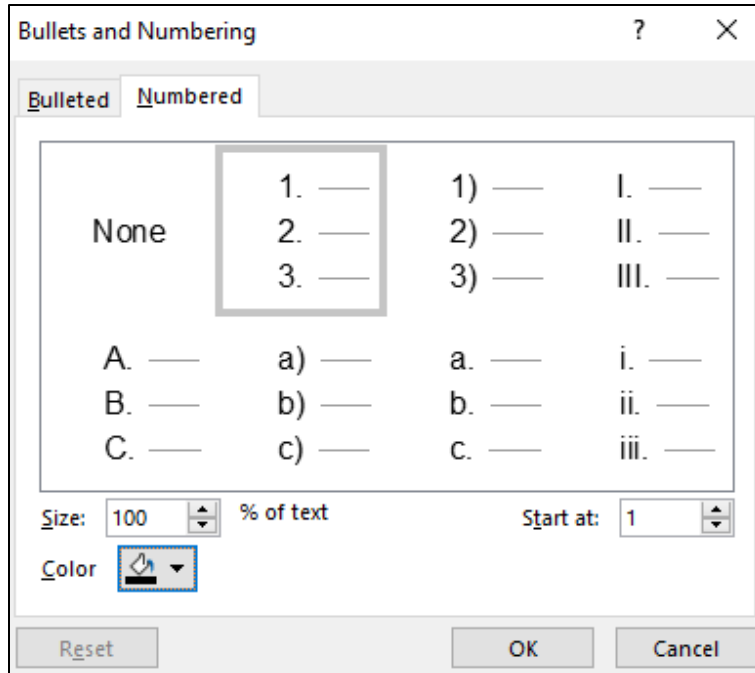 Bullets and Numbering ?
Bulleted Numbered
None
1.
2.
3.
1)
2)
3)
I.
II.
III.
A.
B.
C.
a)
b)
c)
a.
b.
c.
i.
ii.
iii.
Size: 100 % of text Start at: 1
Color
Reset OK Cancel